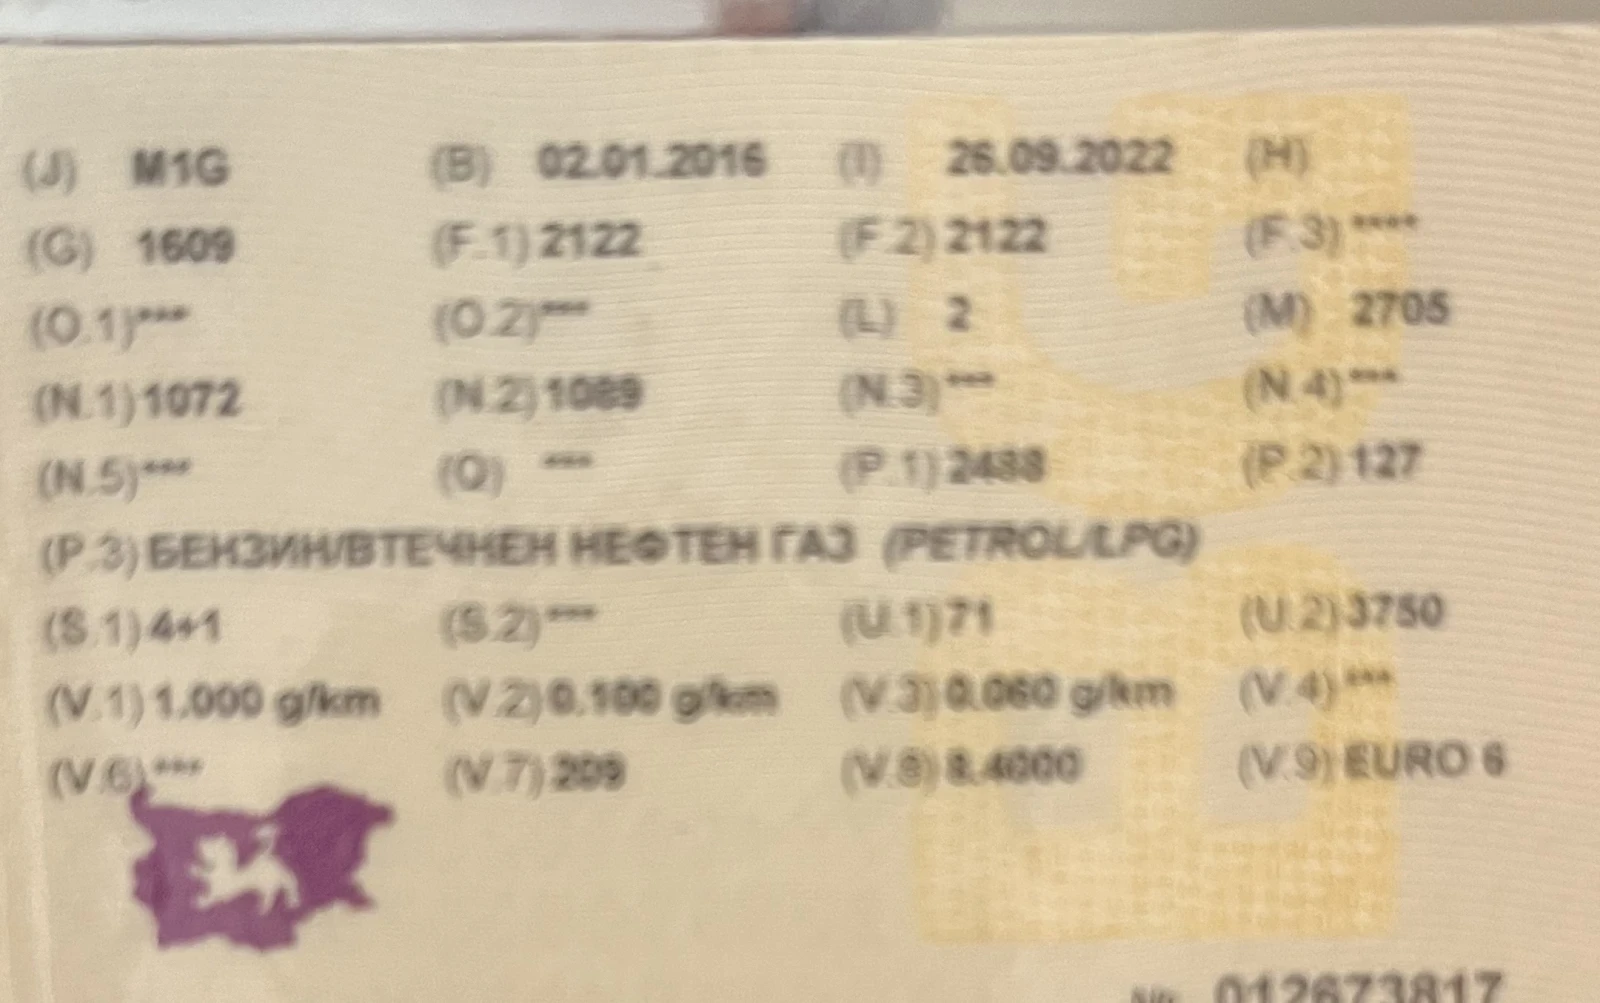 (J) M1G (B) 02.01.2016 (I) 26.09.2022 (H)
(G) 1609 (F.1) 2122 (F.2) 2122 (F.3) ****
(O.1) *** (O.2) *** (L) 2 (M) 2705
(N.1) 1072 (N.2) 1089 (N.3) *** (N.4) ***
(N.5) *** (Q) *** (P.1) 2488 (P.2) 127
(P.3) БЕНЗИН/ВТЕЧНЕН НЕФТЕН ГАЗ (PETROL/LPG)
(S.1) 4+1 (S.2) *** (U.1) 71 (U.2) 3750
(V.1) 1.000 g/km (V.2) 0.100 g/km (V.3) 0.060 g/km (V.4) ***
(V.6) *** (V.7) 209 (V.8) 8.4000 (V.9) EURO 6
№ 012673817